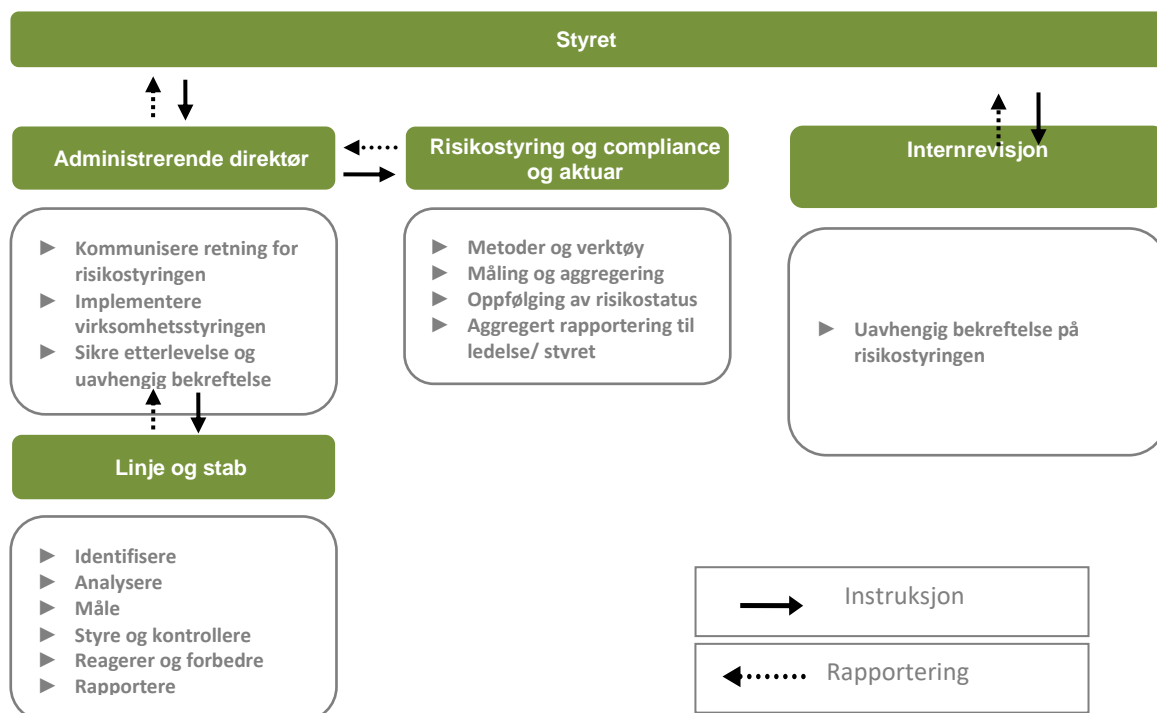 Styret
Administrerende direktør
Risikostyring og compliance
og aktuar
Internrevisjon
Kommunisere retning for
risikostyringen
Implementere
virksomhetsstyringen
Sikre etterlevelse og
uavhengig bekreftelse
Metoder og verktøy
Måling og aggregering
Oppfølging av risikostatus
Aggregert rapportering til
ledelse/ styret
Uavhengig bekreftelse på
risikostyringen
Linje og stab
Identifisere
Analysere
Måle
Styre og kontrollere
Reagerer og forbedre
Rapportere
Instruksjon
Rapportering